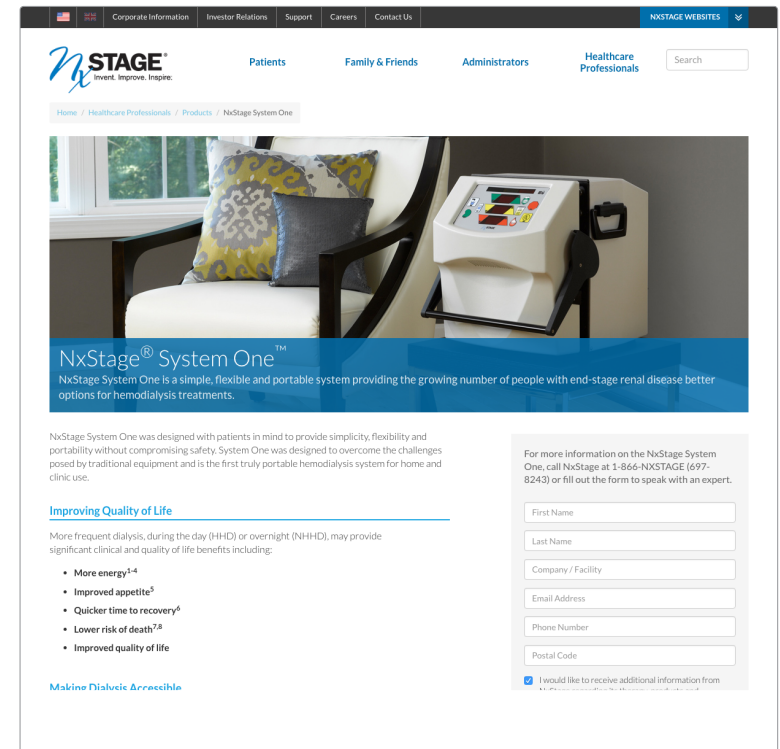 Corporate Information Investor Relations Support Careers Contact Us NXSTAGE WEBSITES
NxSTAGE®
Invent. Improve. Inspire.
Patients Family & Friends Administrators Healthcare Professionals Search
Home / Healthcare Professionals / Products / NxStage System One
NxStage® System One™
NxStage System One is a simple, flexible and portable system providing the growing number of people with end-stage renal disease better
options for hemodialysis treatments.
NxStage System One was designed with patients in mind to provide simplicity, flexibility and
portability without compromising safety. System One was designed to overcome the challenges
posed by traditional equipment and is the first truly portable hemodialysis system for home and
clinic use.
Improving Quality of Life
More frequent dialysis, during the day (HHD) or overnight (NHHD), may provide
significant clinical and quality of life benefits including:
• More energy1-4
• Improved appetite5
• Quicker time to recovery6
• Lower risk of death7,8
• Improved quality of life
Making Dialysis Accessible
For more information on the NxStage System
One, call NxStage at 1-866-NXSTAGE (697-
8243) or fill out the form to speak with an expert.
First Name
Last Name
Company / Facility
Email Address
Phone Number
Postal Code
I would like to receive additional information from